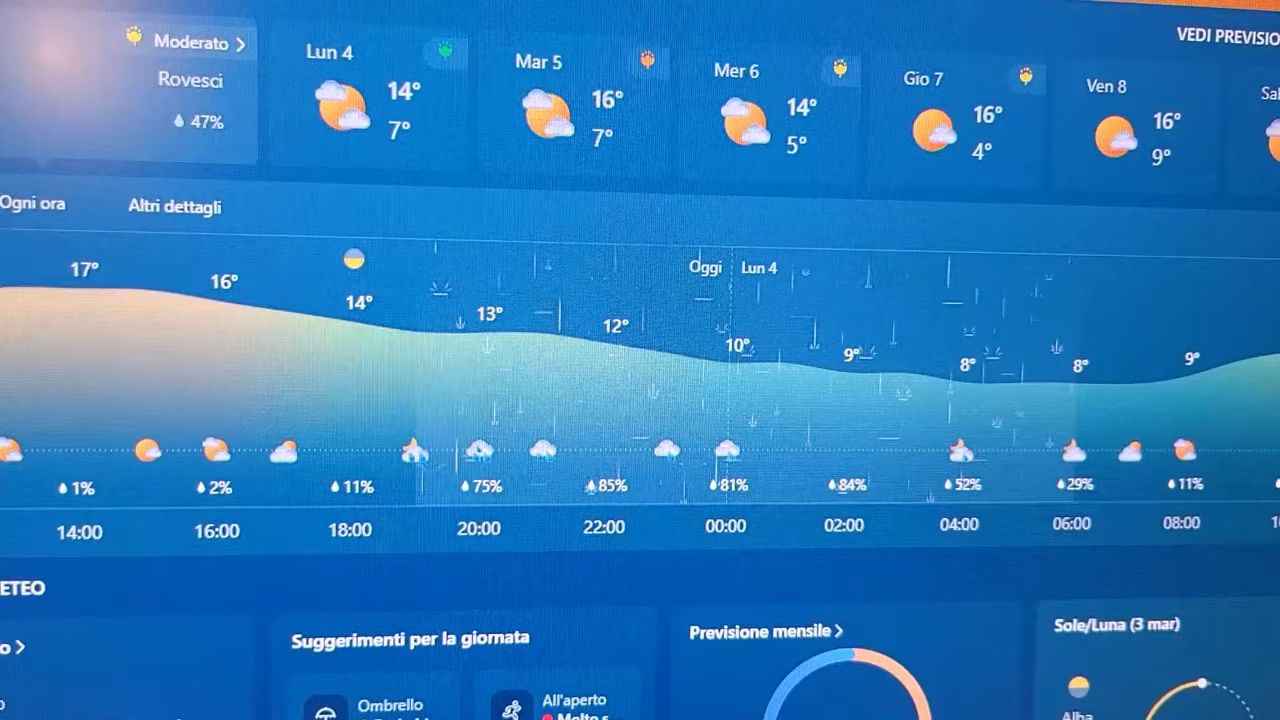 VEDI PREVISIO
Moderato >
Rovesci
47%
Lun 4
14°
7°
Mar 5
16°
7°
Mer 6
14°
5°
Gio 7
16°
4°
Ven 8
16°
9°
Ogni ora
Altri dettagli
Oggi
Lun 4
17°
16°
14°
13°
12°
10°
9°
8°
8°
9°
1%
2%
11%
75%
85%
81%
84%
52%
29%
11%
14:00
16:00
18:00
20:00
22:00
00:00
02:00
04:00
06:00
08:00
ETEO
Suggerimenti per la giornata
Ombrello
All'aperto
Previsione mensile >
Sole/Luna (3 mar)
Alba